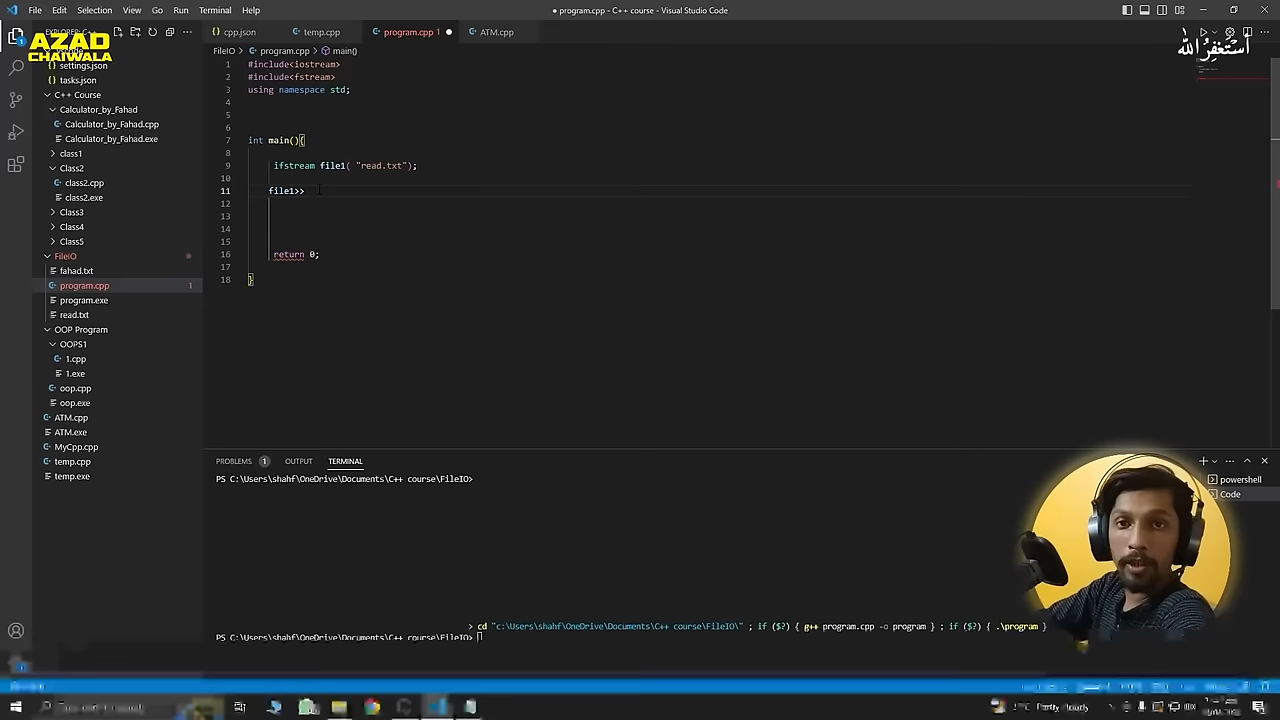 File Edit Selection View Go Run Terminal Help
● program.cpp - C++ course - Visual Studio Code
AZAD
CHAIWALA
أستغفر الله
cpp.json temp.cpp program.cpp 1 ATM.cpp
FileIO > program.cpp > main()
settings.json
tasks.json
C++ Course
Calculator_by_Fahad
Calculator_by_Fahad.cpp
Calculator_by_Fahad.exe
class1
Class2
class2.cpp
class2.exe
Class3
Class4
Class5
FileIO
fahad.txt
program.cpp 1
program.exe
read.txt
OOP Program
OOPS1
1.cpp
1.exe
oop.cpp
oop.exe
ATM.cpp
ATM.exe
MyCpp.cpp
temp.cpp
temp.exe
1 #include<iostream>
2 #include<fstream>
3 using namespace std;
4
5
6
7 int main(){
8
9 ifstream file1( "read.txt");
10
11 file1>>
12
13
14
15
16 return 0;
17
18 }
PROBLEMS 1 OUTPUT TERMINAL
powershell
Code
PS C:\Users\shahf\OneDrive\Documents\C++ course\FileIO>
> cd "c:\Users\shahf\OneDrive\Documents\C++ course\FileIO\" ; if ($?) { g++ program.cpp -o program } ; if ($?) { .\program }
PS C:\Users\shahf\OneDrive\Documents\C++ course\FileIO>
Desktop